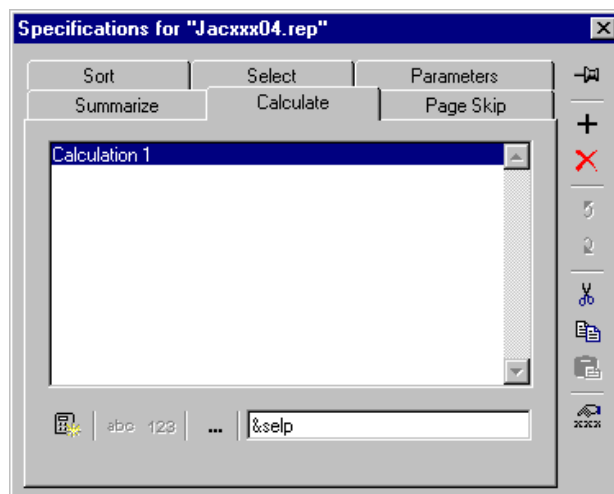 Specifications for "Jacxxx04.rep"
Sort Select Parameters
Summarize Calculate Page Skip
Calculation 1
abc 123 ... &selp
xxx